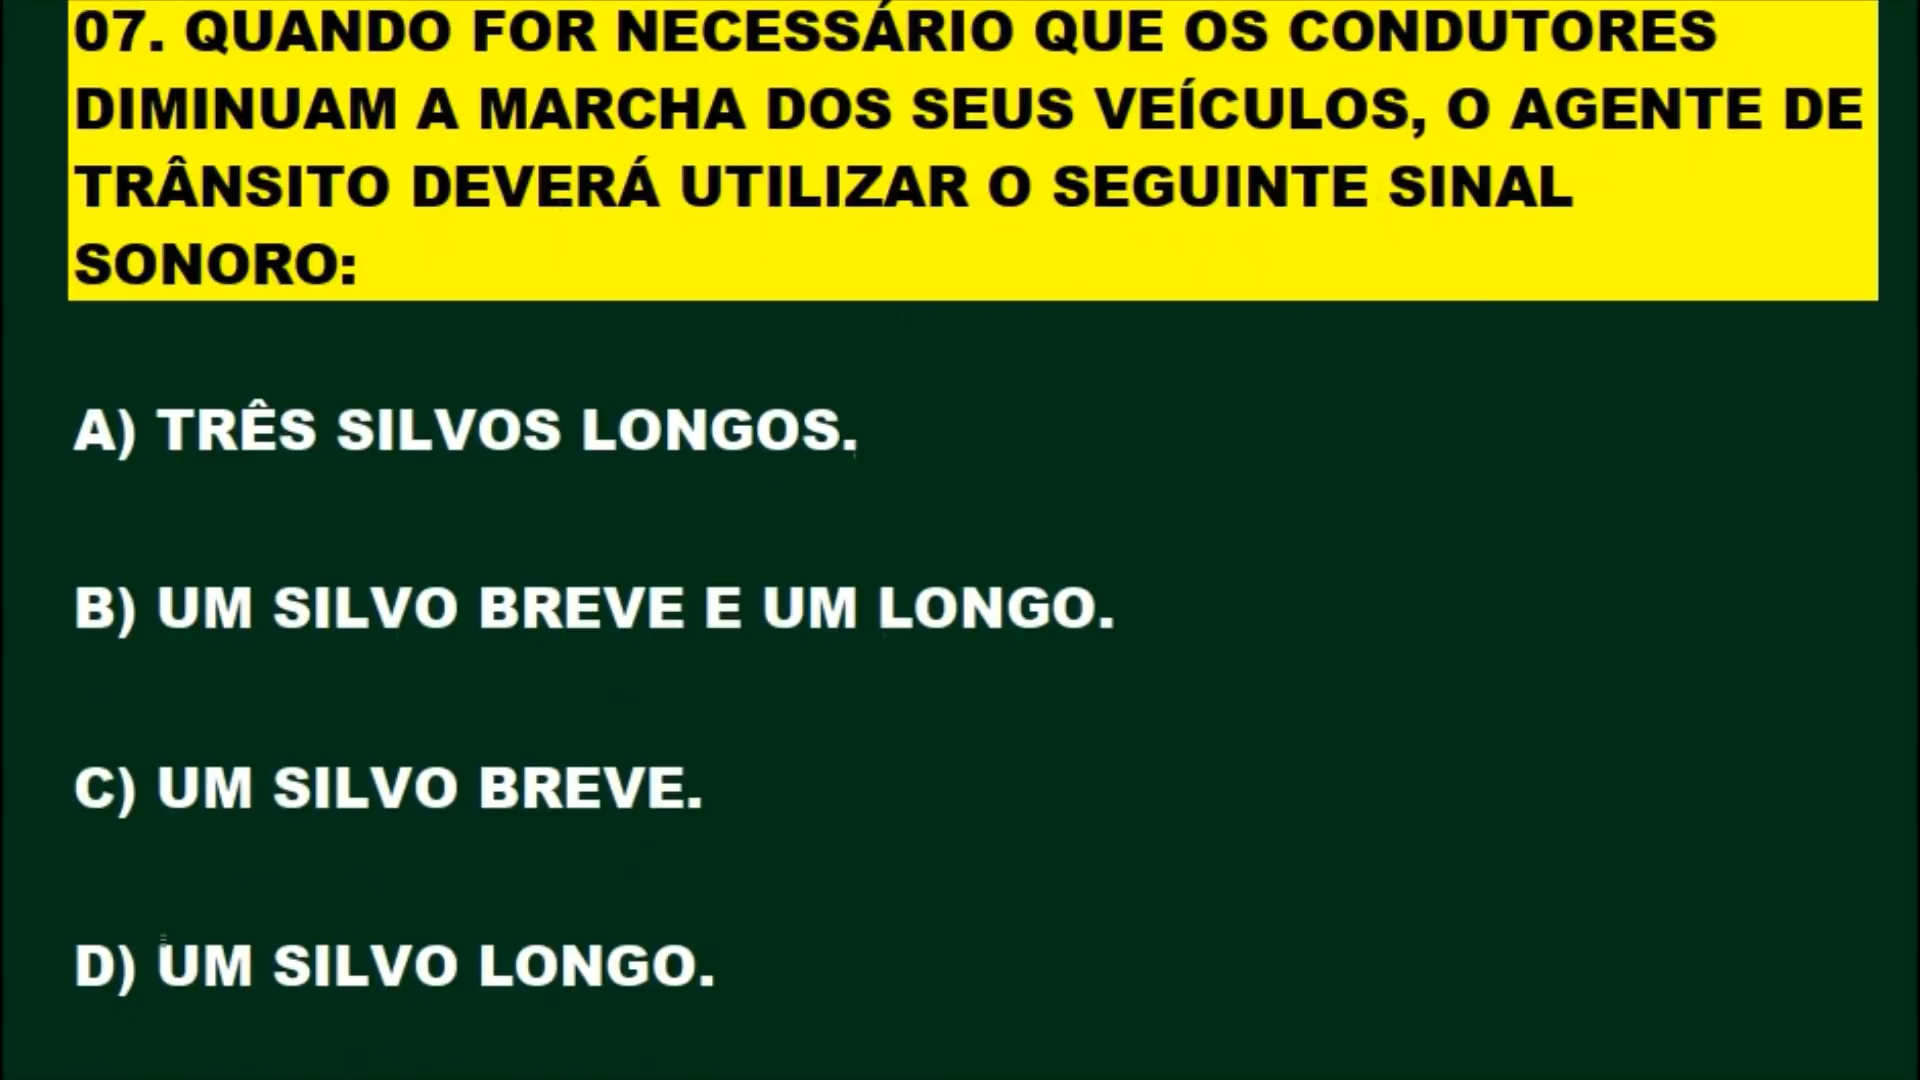 07. QUANDO FOR NECESSÁRIO QUE OS CONDUTORES
DIMINUAM A MARCHA DOS SEUS VEÍCULOS, O AGENTE DE
TRÂNSITO DEVERÁ UTILIZAR O SEGUINTE SINAL
SONORO:
A) TRÊS SILVOS LONGOS.
B) UM SILVO BREVE E UM LONGO.
C) UM SILVO BREVE.
D) UM SILVO LONGO.